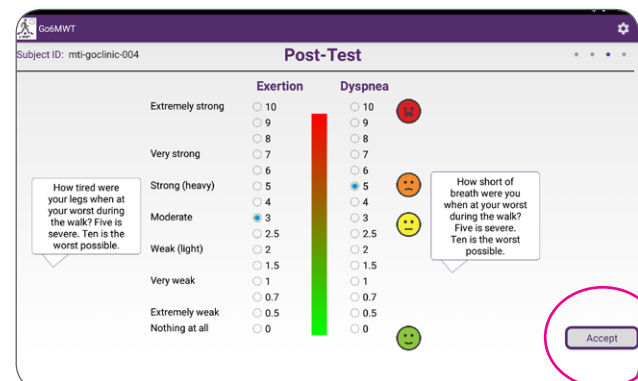 Go6MWT
Subject ID: mti-goclinic-004
Post-Test
Exertion Dyspnea
Extremely strong 10 10
9 9
8 8
Very strong 7 7
6 6
Strong (heavy) 5 5
4 4
Moderate 3 3
2.5 2.5
Weak (light) 2 2
1.5 1.5
Very weak 1 1
0.7 0.7
Extremely weak 0.5 0.5
Nothing at all 0 0
How tired were
your legs when at
your worst during
the walk? Five is
severe. Ten is the
worst possible.
How short of
breath were you
when at your worst
during the walk?
Five is severe.
Ten is the worst
possible.
Accept